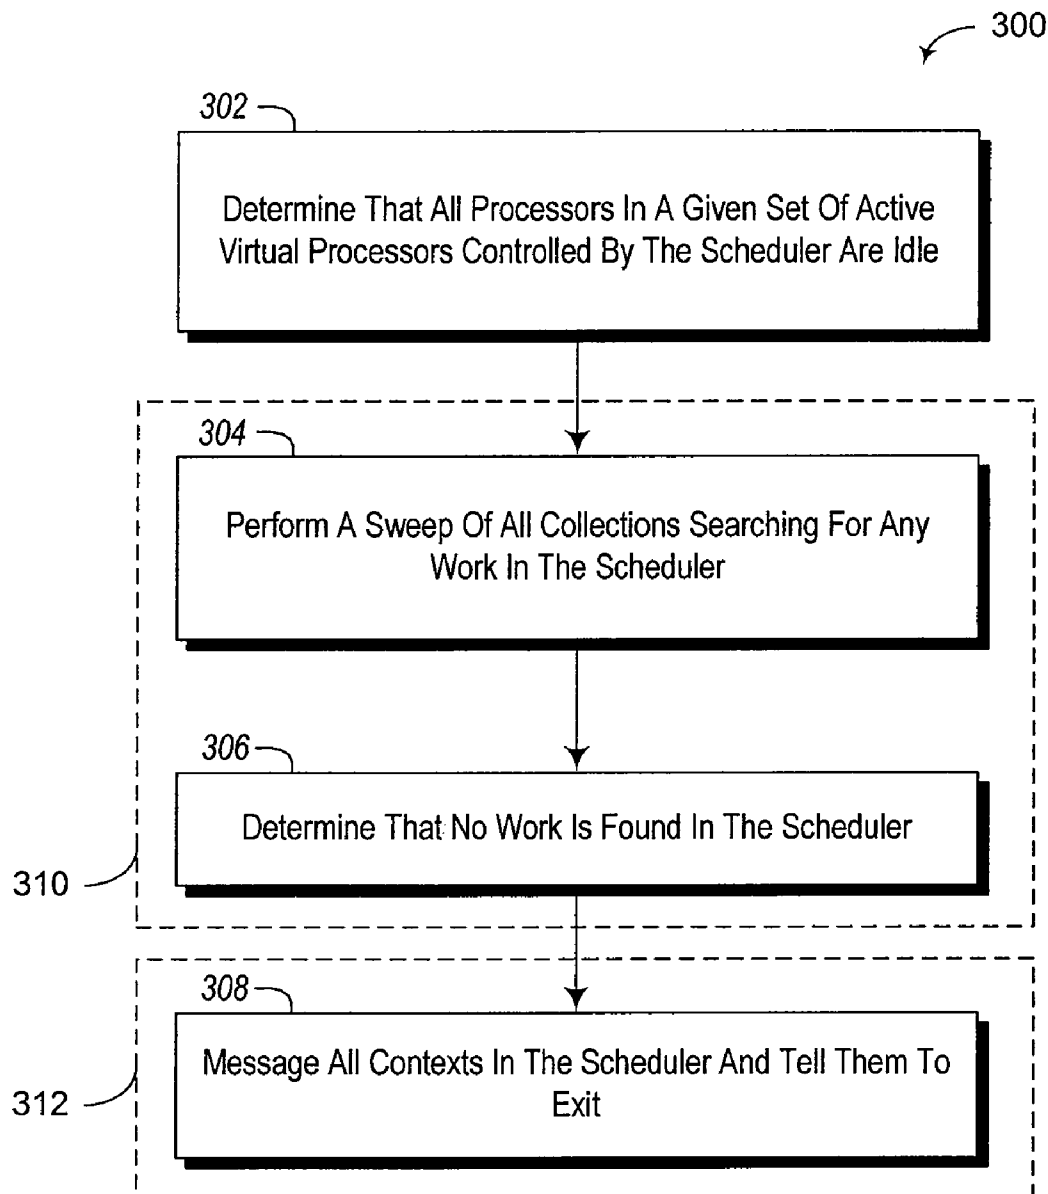 300
302
Determine That All Processors In A Given Set Of Active
Virtual Processors Controlled By The Scheduler Are Idle
304
Perform A Sweep Of All Collections Searching For Any
Work In The Scheduler
306
Determine That No Work Is Found In The Scheduler
310
308
Message All Contexts In The Scheduler And Tell Them To
Exit
312